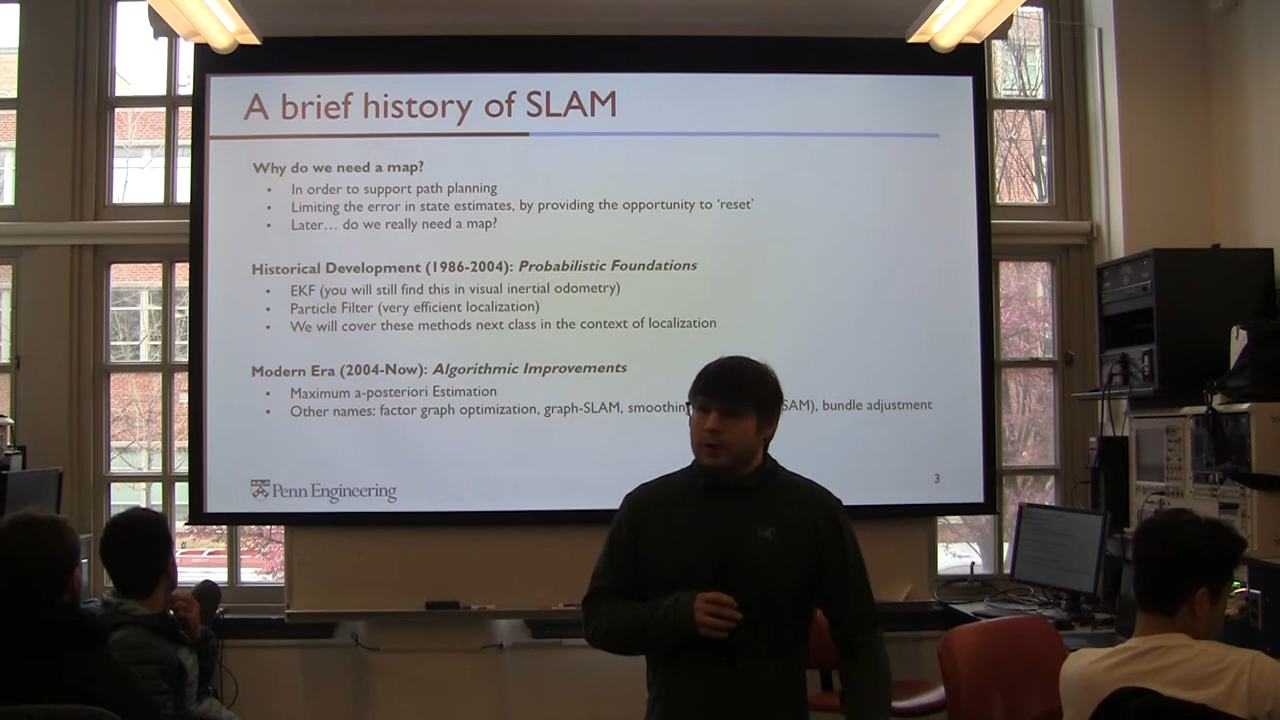 A brief history of SLAM
Why do we need a map?
• In order to support path planning
• Limiting the error in state estimates, by providing the opportunity to ‘reset’
• Later… do we really need a map?
Historical Development (1986-2004): Probabilistic Foundations
• EKF (you will still find this in visual inertial odometry)
• Particle Filter (very efficient localization)
• We will cover these methods next class in the context of localization
Modern Era (2004-Now): Algorithmic Improvements
• Maximum a-posteriori Estimation
• Other names: factor graph optimization, graph-SLAM, SAM), bundle adjustment
Penn Engineering
3